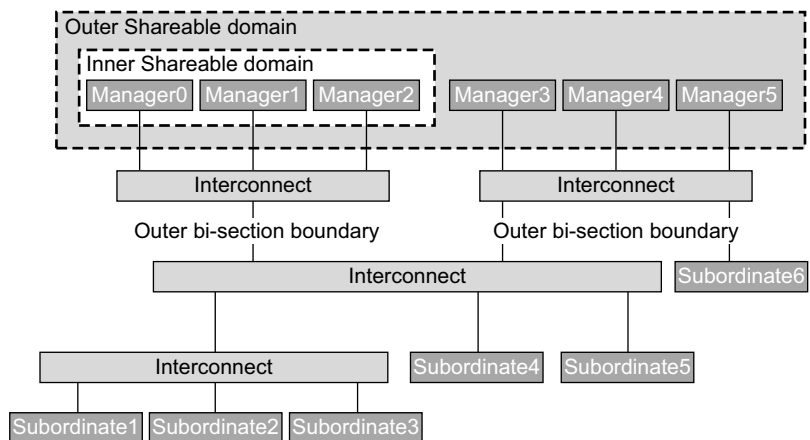 Outer Shareable domain
Inner Shareable domain
Manager0 Manager1 Manager2 Manager3 Manager4 Manager5
Interconnect Interconnect
Outer bi-section boundary Outer bi-section boundary
Interconnect Subordinate6
Interconnect Subordinate4 Subordinate5
Subordinate1 Subordinate2 Subordinate3